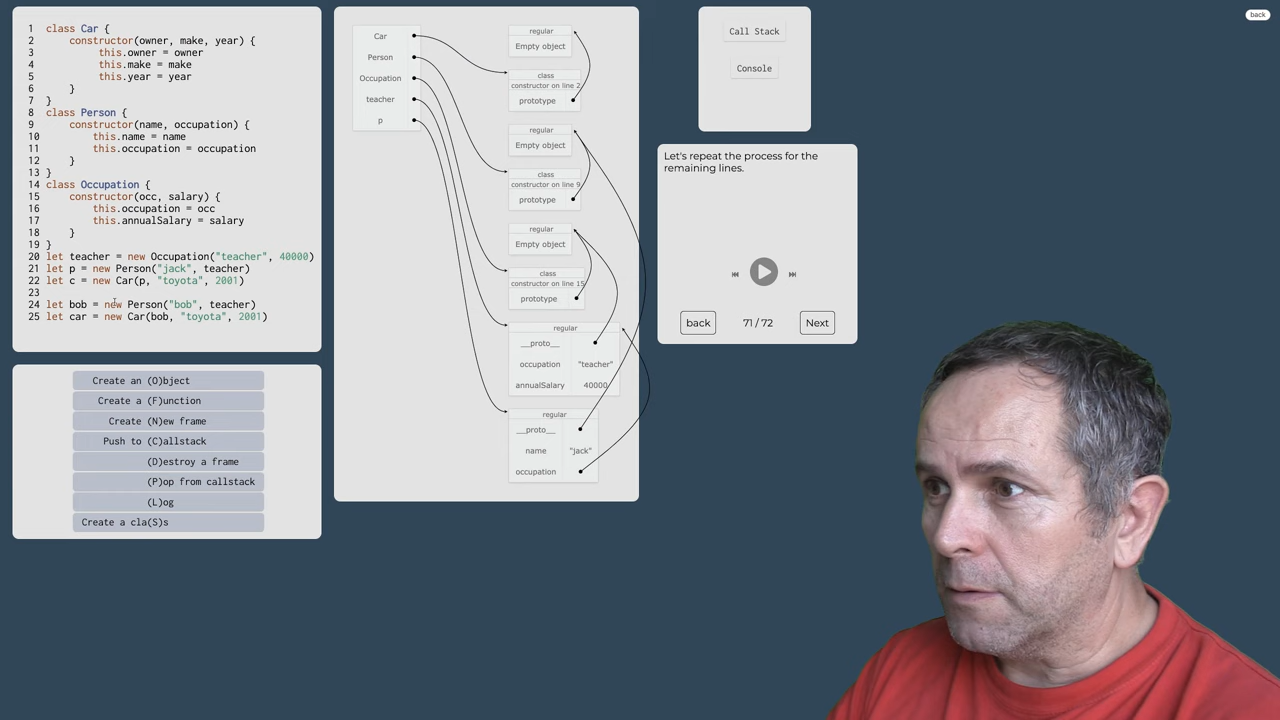 1 class Car {
2 constructor(owner, make, year) {
3 this.owner = owner
4 this.make = make
5 this.year = year
6 }
7 }
8 class Person {
9 constructor(name, occupation) {
10 this.name = name
11 this.occupation = occupation
12 }
13 }
14 class Occupation {
15 constructor(occ, salary) {
16 this.occupation = occ
17 this.annualSalary = salary
18 }
19 }
20 let teacher = new Occupation("teacher", 40000)
21 let p = new Person("jack", teacher)
22 let c = new Car(p, "toyota", 2001)
23
24 let bob = new Person("bob", teacher)
25 let car = new Car(bob, "toyota", 2001)
Create an (O)bject
Create a (F)unction
Create (N)ew frame
Push to (C)allstack
(D)estroy a frame
(P)op from callstack
(L)og
Create a cla(S)s
Car
Person
Occupation
teacher
p
regular
Empty object
class
constructor on line 2
prototype
regular
Empty object
class
constructor on line 9
prototype
regular
Empty object
class
constructor on line 15
prototype
regular
__proto__
occupation "teacher"
annualSalary 40000
regular
__proto__
name "jack"
occupation
Call Stack
Console
Let's repeat the process for the
remaining lines.
back 71 / 72 Next
back